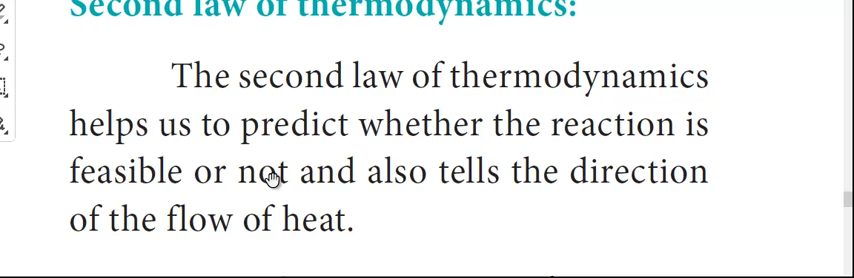 Second law of thermodynamics:
The second law of thermodynamics
helps us to predict whether the reaction is
feasible or not and also tells the direction
of the flow of heat.